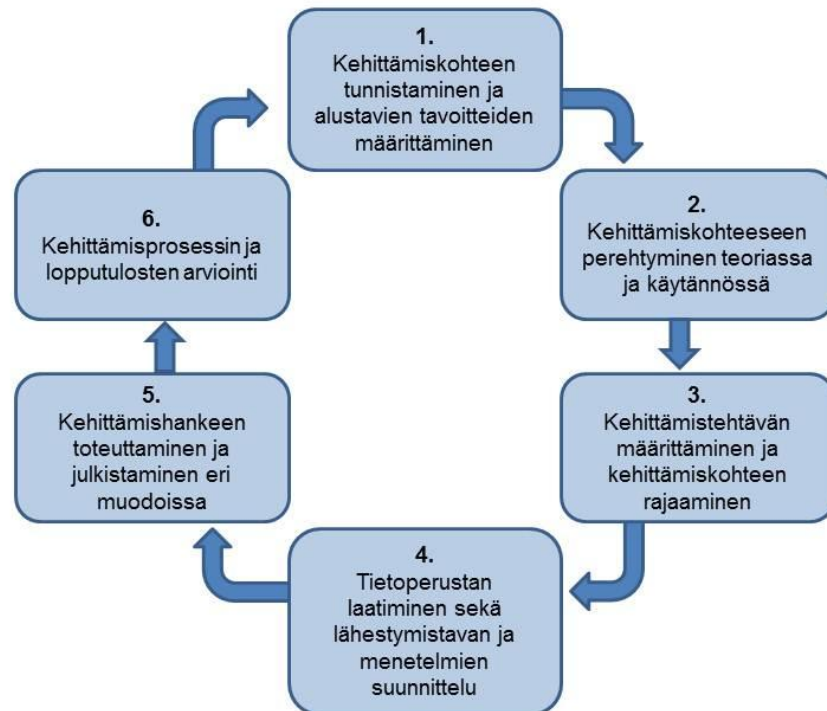 1.
Kehittämiskohteen
tunnistaminen ja
alustavien tavoitteiden
määrittäminen
2.
Kehittämiskohteeseen
perehtyminen teoriassa
ja käytännössä
3.
Kehittämistehtävän
määrittäminen ja
kehittämiskohteen
rajaaminen
4.
Tietoperustan
laatiminen sekä
lähestymistavan ja
menetelmien
suunnittelu
5.
Kehittämishankeen
toteuttaminen ja
julkistaminen eri
muodoissa
6.
Kehittämisprosessin ja
lopputulosten arviointi